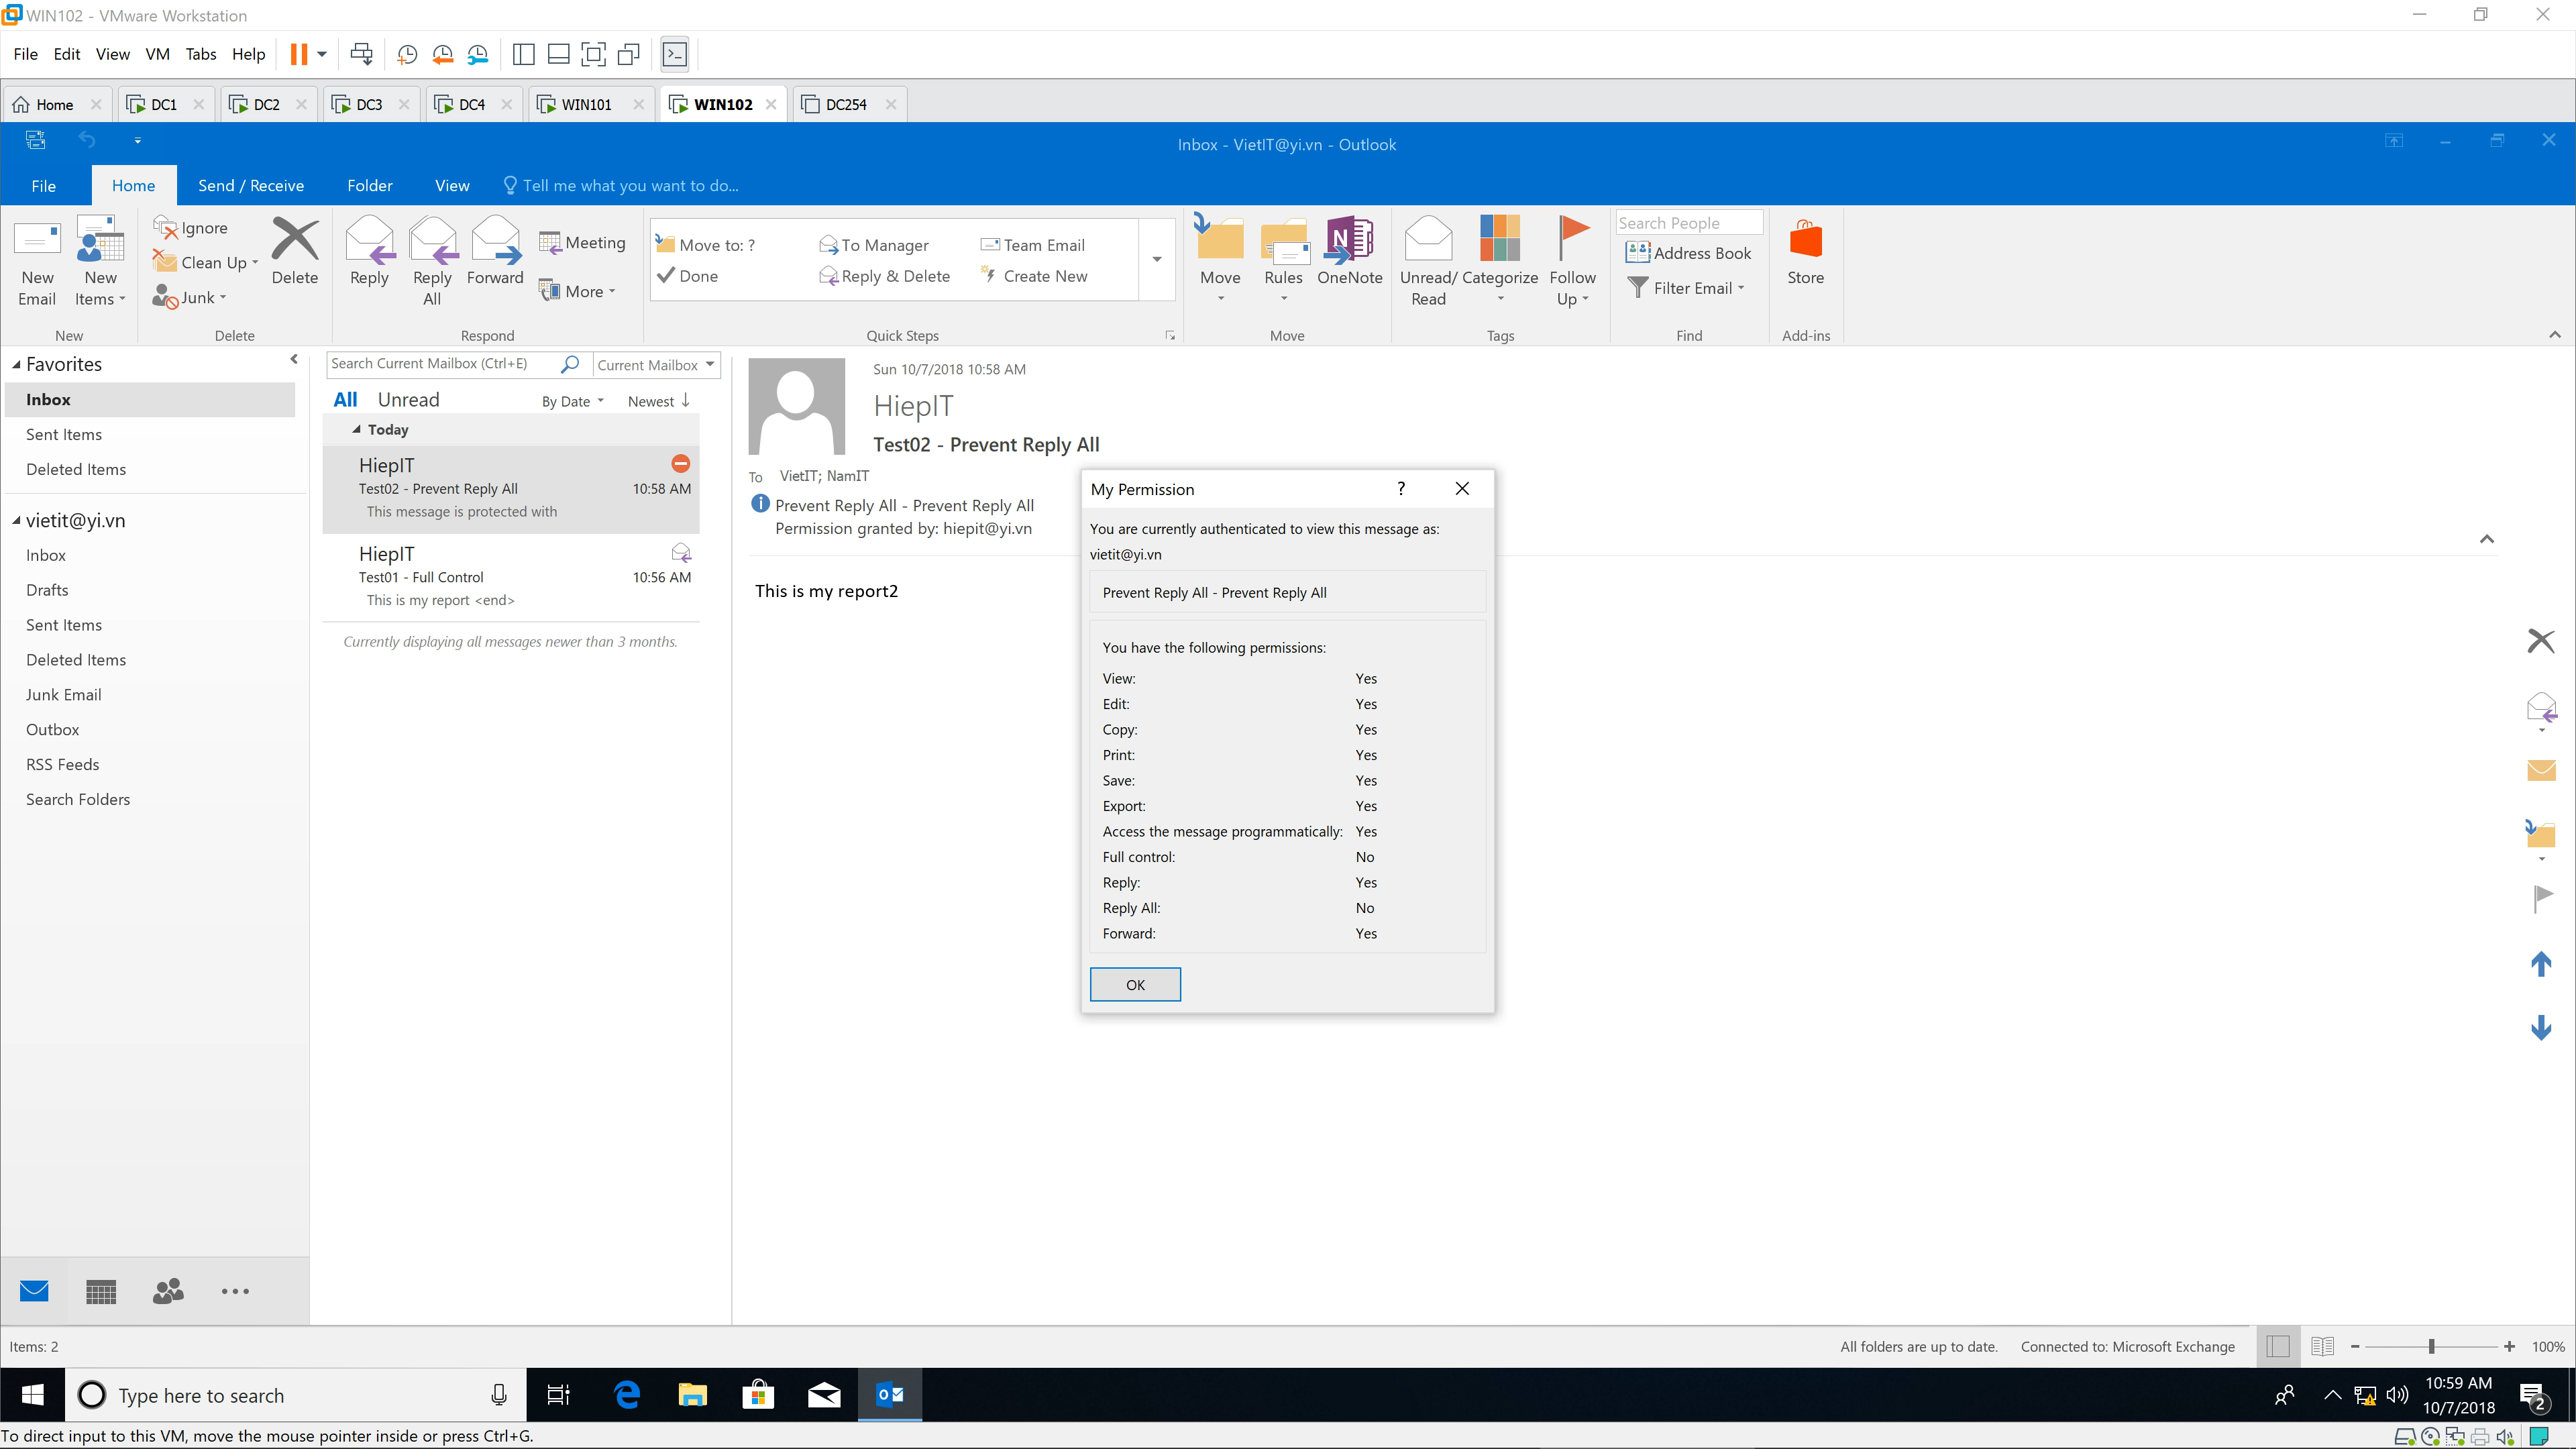 WIN102 - VMware Workstation
File Edit View VM Tabs Help
Home DC1 DC2 DC3 DC4 WIN101 WIN102 DC254
Inbox - VietIT@yi.vn - Outlook
File Home Send / Receive Folder View Tell me what you want to do...
New Email
New Items
New
Ignore
Clean Up
Junk
Delete
Delete
Reply
Reply All
Forward
Meeting
More
Respond
Move to: ?
To Manager
Team Email
Done
Reply & Delete
Create New
Quick Steps
Move
Rules
OneNote
Move
Unread/ Read
Categorize
Follow Up
Tags
Search People
Address Book
Filter Email
Find
Store
Add-ins
Favorites
Inbox
Sent Items
Deleted Items
vietit@yi.vn
Inbox
Drafts
Sent Items
Deleted Items
Junk Email
Outbox
RSS Feeds
Search Folders
Search Current Mailbox (Ctrl+E) Current Mailbox
All Unread By Date Newest
Today
HiepIT
Test02 - Prevent Reply All 10:58 AM
This message is protected with
HiepIT
Test01 - Full Control 10:56 AM
This is my report <end>
Currently displaying all messages newer than 3 months.
Sun 10/7/2018 10:58 AM
HiepIT
Test02 - Prevent Reply All
To VietIT; NamIT
Prevent Reply All - Prevent Reply All
Permission granted by: hiepit@yi.vn
This is my report2
My Permission ?
You are currently authenticated to view this message as:
vietit@yi.vn
Prevent Reply All - Prevent Reply All
You have the following permissions:
View: Yes
Edit: Yes
Copy: Yes
Print: Yes
Save: Yes
Export: Yes
Access the message programmatically: Yes
Full control: No
Reply: Yes
Reply All: No
Forward: Yes
OK
Items: 2
All folders are up to date. Connected to: Microsoft Exchange 100%
Type here to search
10:59 AM
10/7/2018
2
To direct input to this VM, move the mouse pointer inside or press Ctrl+G.